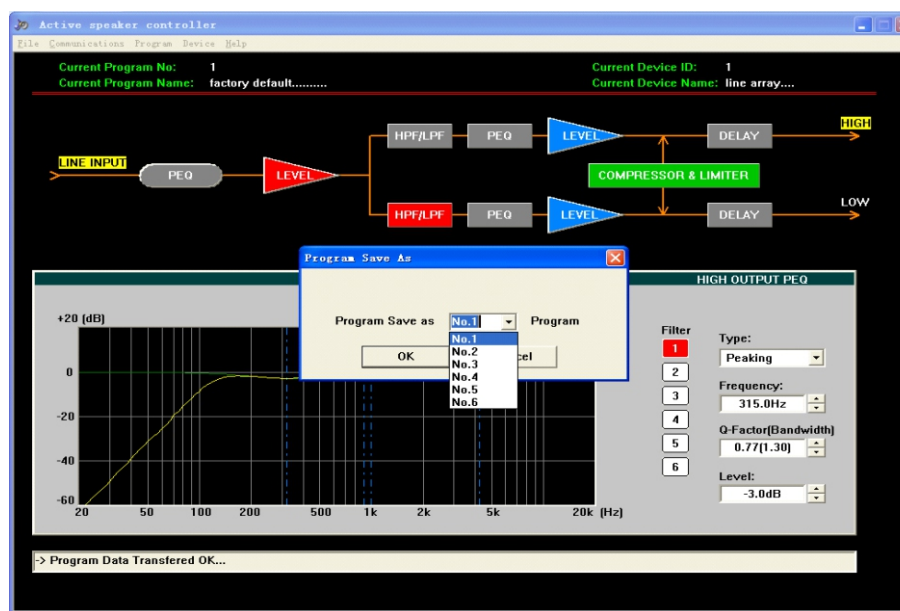 Active speaker controller
File Communications Program Device Help
Current Program No: 1
Current Device ID: 1
Current Program Name: factory default..........
Current Device Name: line array....
HIGH
HPF/LPF PEQ LEVEL DELAY
LINE INPUT
PEQ LEVEL
COMPRESSOR & LIMITER
LOW
HPF/LPF PEQ LEVEL DELAY
Program Save As
HIGH OUTPUT PEQ
Program Save as No.1 Program
No.1
No.2
No.3
No.4
No.5
No.6
OK
cel
+20 (dB)
0
-20
-40
-60
20 50 100 200 500 1k 2k 5k 20k (Hz)
Filter
1
2
3
4
5
6
Type:
Peaking
Frequency:
315.0Hz
Q-Factor(Bandwidth)
0.77(1.30)
Level:
-3.0dB
-> Program Data Transfered OK...